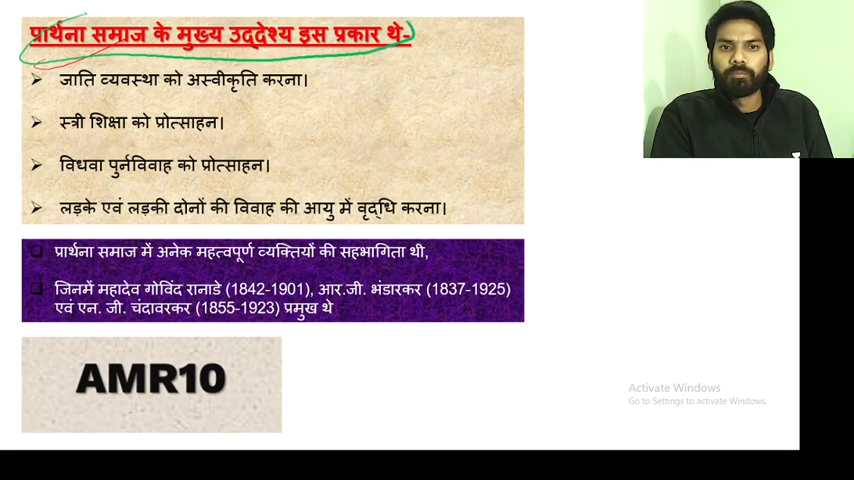 प्रार्थना समाज के मुख्य उद्देश्य इस प्रकार थे-
जाति व्यवस्था को अस्वीकृति करना।
स्त्री शिक्षा को प्रोत्साहन।
विधवा पुर्नविवाह को प्रोत्साहन।
लड़के एवं लड़की दोनों की विवाह की आयु में वृद्धि करना।
प्रार्थना समाज में अनेक महत्वपूर्ण व्यक्तियों की सहभागिता थी,
जिनमें महादेव गोविंद रानाडे (1842-1901), आर.जी. भंडारकर (1837-1925)
एवं एन. जी. चंदावरकर (1855-1923) प्रमुख थे
AMR10
Activate Windows
Go to Settings to activate Windows.